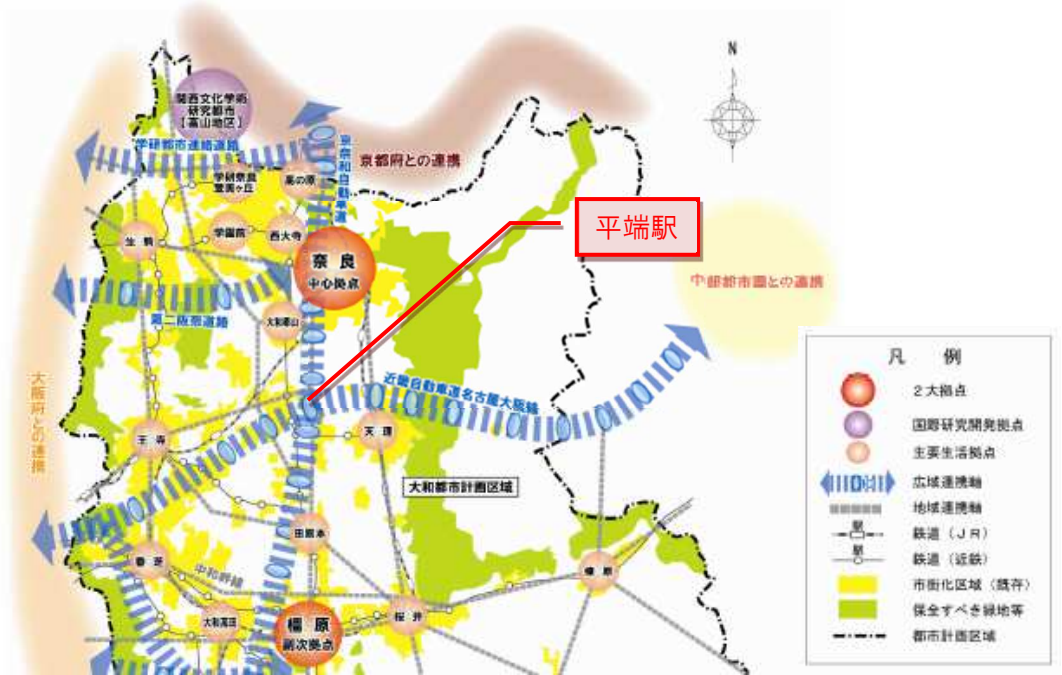 N
関西文化学術
研究都市
【高山地区】
学研都市連絡道路
京都府との連携
京奈和自動車道
学研奈良
登美ヶ丘
高の原
平端駅
生駒
学園前
西大寺
奈良
中心拠点
中部都市圏との連携
第二阪奈道路
大和郡山
大阪府との連携
近畿自動車道名古屋大阪線
王寺
天理
大和都市計画区域
田原本
香芝
中和幹線
榛原
大和高田
橿原
副次拠点
桜井
凡例
2大拠点
国際研究開発拠点
主要生活拠点
広域連携軸
地域連携軸
駅
鉄道(JR)
駅
鉄道(近鉄)
市街化区域(既存)
保全すべき緑地等
都市計画区域